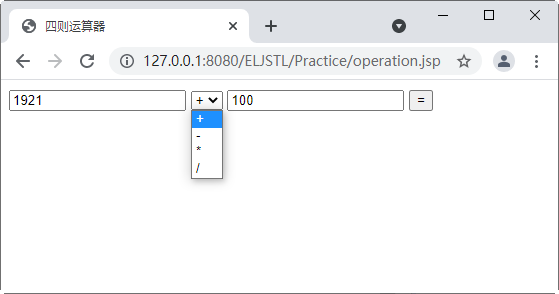 四则运算器
127.0.0.1:8080/ELJSTL/Practice/operation.jsp
1921 + 100 =
+
-
*
/